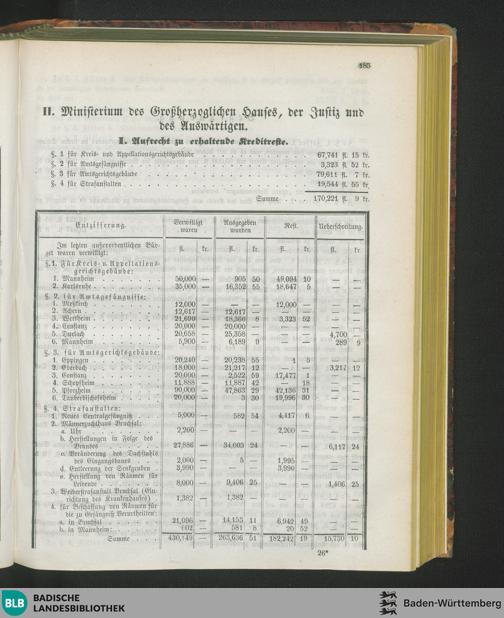 485
II. Ministerium des Großherzoglichen Hauses, der Justiz und
des Auswärtigen.
I. Aufrecht zu erhaltende Kreditreste.
§. 1 für Kreis- und Appellationsgerichtsgebäude 67,741 fl. 15 kr.
§. 2 für Amtsgefängnisse 3,323 fl. 52 kr.
§. 3 für Amtsgerichtsgebäude 79,611 fl. 7 kr.
§. 4 für Strafanstalten 19,544 fl. 55 kr.
Summe 170,221 fl. 9 kr.
Entzifferung. Verwilligt waren Ausgegeben wurden Rest. Ueberschreitung.
fl. kr. fl. kr. fl. kr. fl. kr.
Im letzten außerordentlichen Bud-
get waren verwilligt:
§. 1. Für Kreis- u. Appellations-
gerichtsgebäude:
1. Mannheim 50,000 — 905 50 49,094 10 — —
2. Karlsruhe 35,000 — 16,352 55 18,647 5 — —
§. 2. für Amtsgefängnisse:
1. Meßkirch 12,000 — — — 12,000 — — —
2. Achern 12,617 — 12,617 — — — — —
3. Wertheim 21,690 — 18,366 8 3,323 52 — —
4. Constanz 20,000 — 20,000 — — — — —
5. Durlach 20,658 — 25,358 — — — 4,700 —
6. Mannheim 5,900 — 6,189 9 — — 289 9
§. 3. für Amtsgerichtsgebäude:
1. Eppingen 20,240 — 20,238 55 1 5 — —
2. Eberbach 18,000 — 21,217 12 — — 3,217 12
3. Constanz 20,000 — 2,522 59 17,477 1 — —
4. Schopfheim 11,888 — 11,887 42 — 18 — —
5. Pforzheim 90,000 — 47,863 29 42,136 31 — —
6. Tauberbischofsheim 20,000 — 3 30 19,996 30 — —
§. 4. Strafanstalten:
1. Neues Centralgefängniß 5,000 — 582 54 4,417 6 — —
2. Männerzuchthaus Bruchsal:
a. Uhr 2,200 — — — 2,200 — — —
b. Herstellungen in Folge des
Brandes 27,886 — 34,003 24 — — 6,117 24
c. Veränderung des Dachstuhls
des Eingangsbaues 2,000 — 5 — 1,995 — — —
d. Entleerung der Senkgruben 3,990 — — — 3,990 — — —
e. Herstellung von Räumen für
Leidende 8,000 — 9,406 25 — — 1,406 25
3. Weiberstrafanstalt Bruchsal (Ein-
richtung des Krankenhauses) 1,382 — 1,382 — — — — —
4. für Beschaffung von Räumen für
die zu Gefängniß Verurtheilten:
a. in Bruchsal 21,096 — 14,155 11 6,942 49 — —
b. in Mannheim 602 — 581 8 20 52 — —
Summe 430,149 — 263,636 51 182,242 19 15,730 10
26*
BLB BADISCHE
LANDESBIBLIOTHEK
Baden-Württemberg